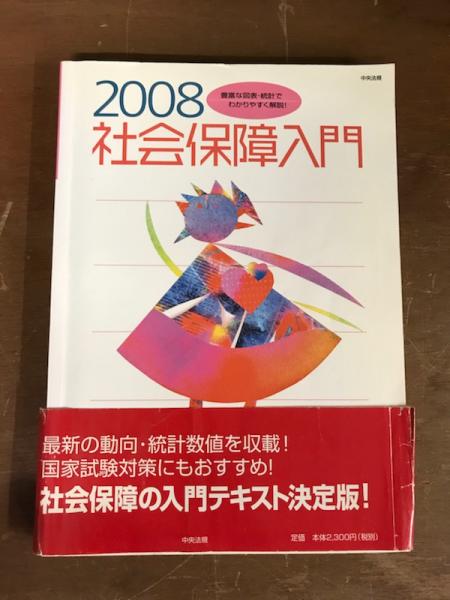 中央法規
豊富な図表・統計で
わかりやすく解説!
2008
社会保障入門
最新の動向・統計数値を収載!
国家試験対策にもおすすめ!
社会保障の入門テキスト決定版!
中央法規
定価 本体2,300円(税別)